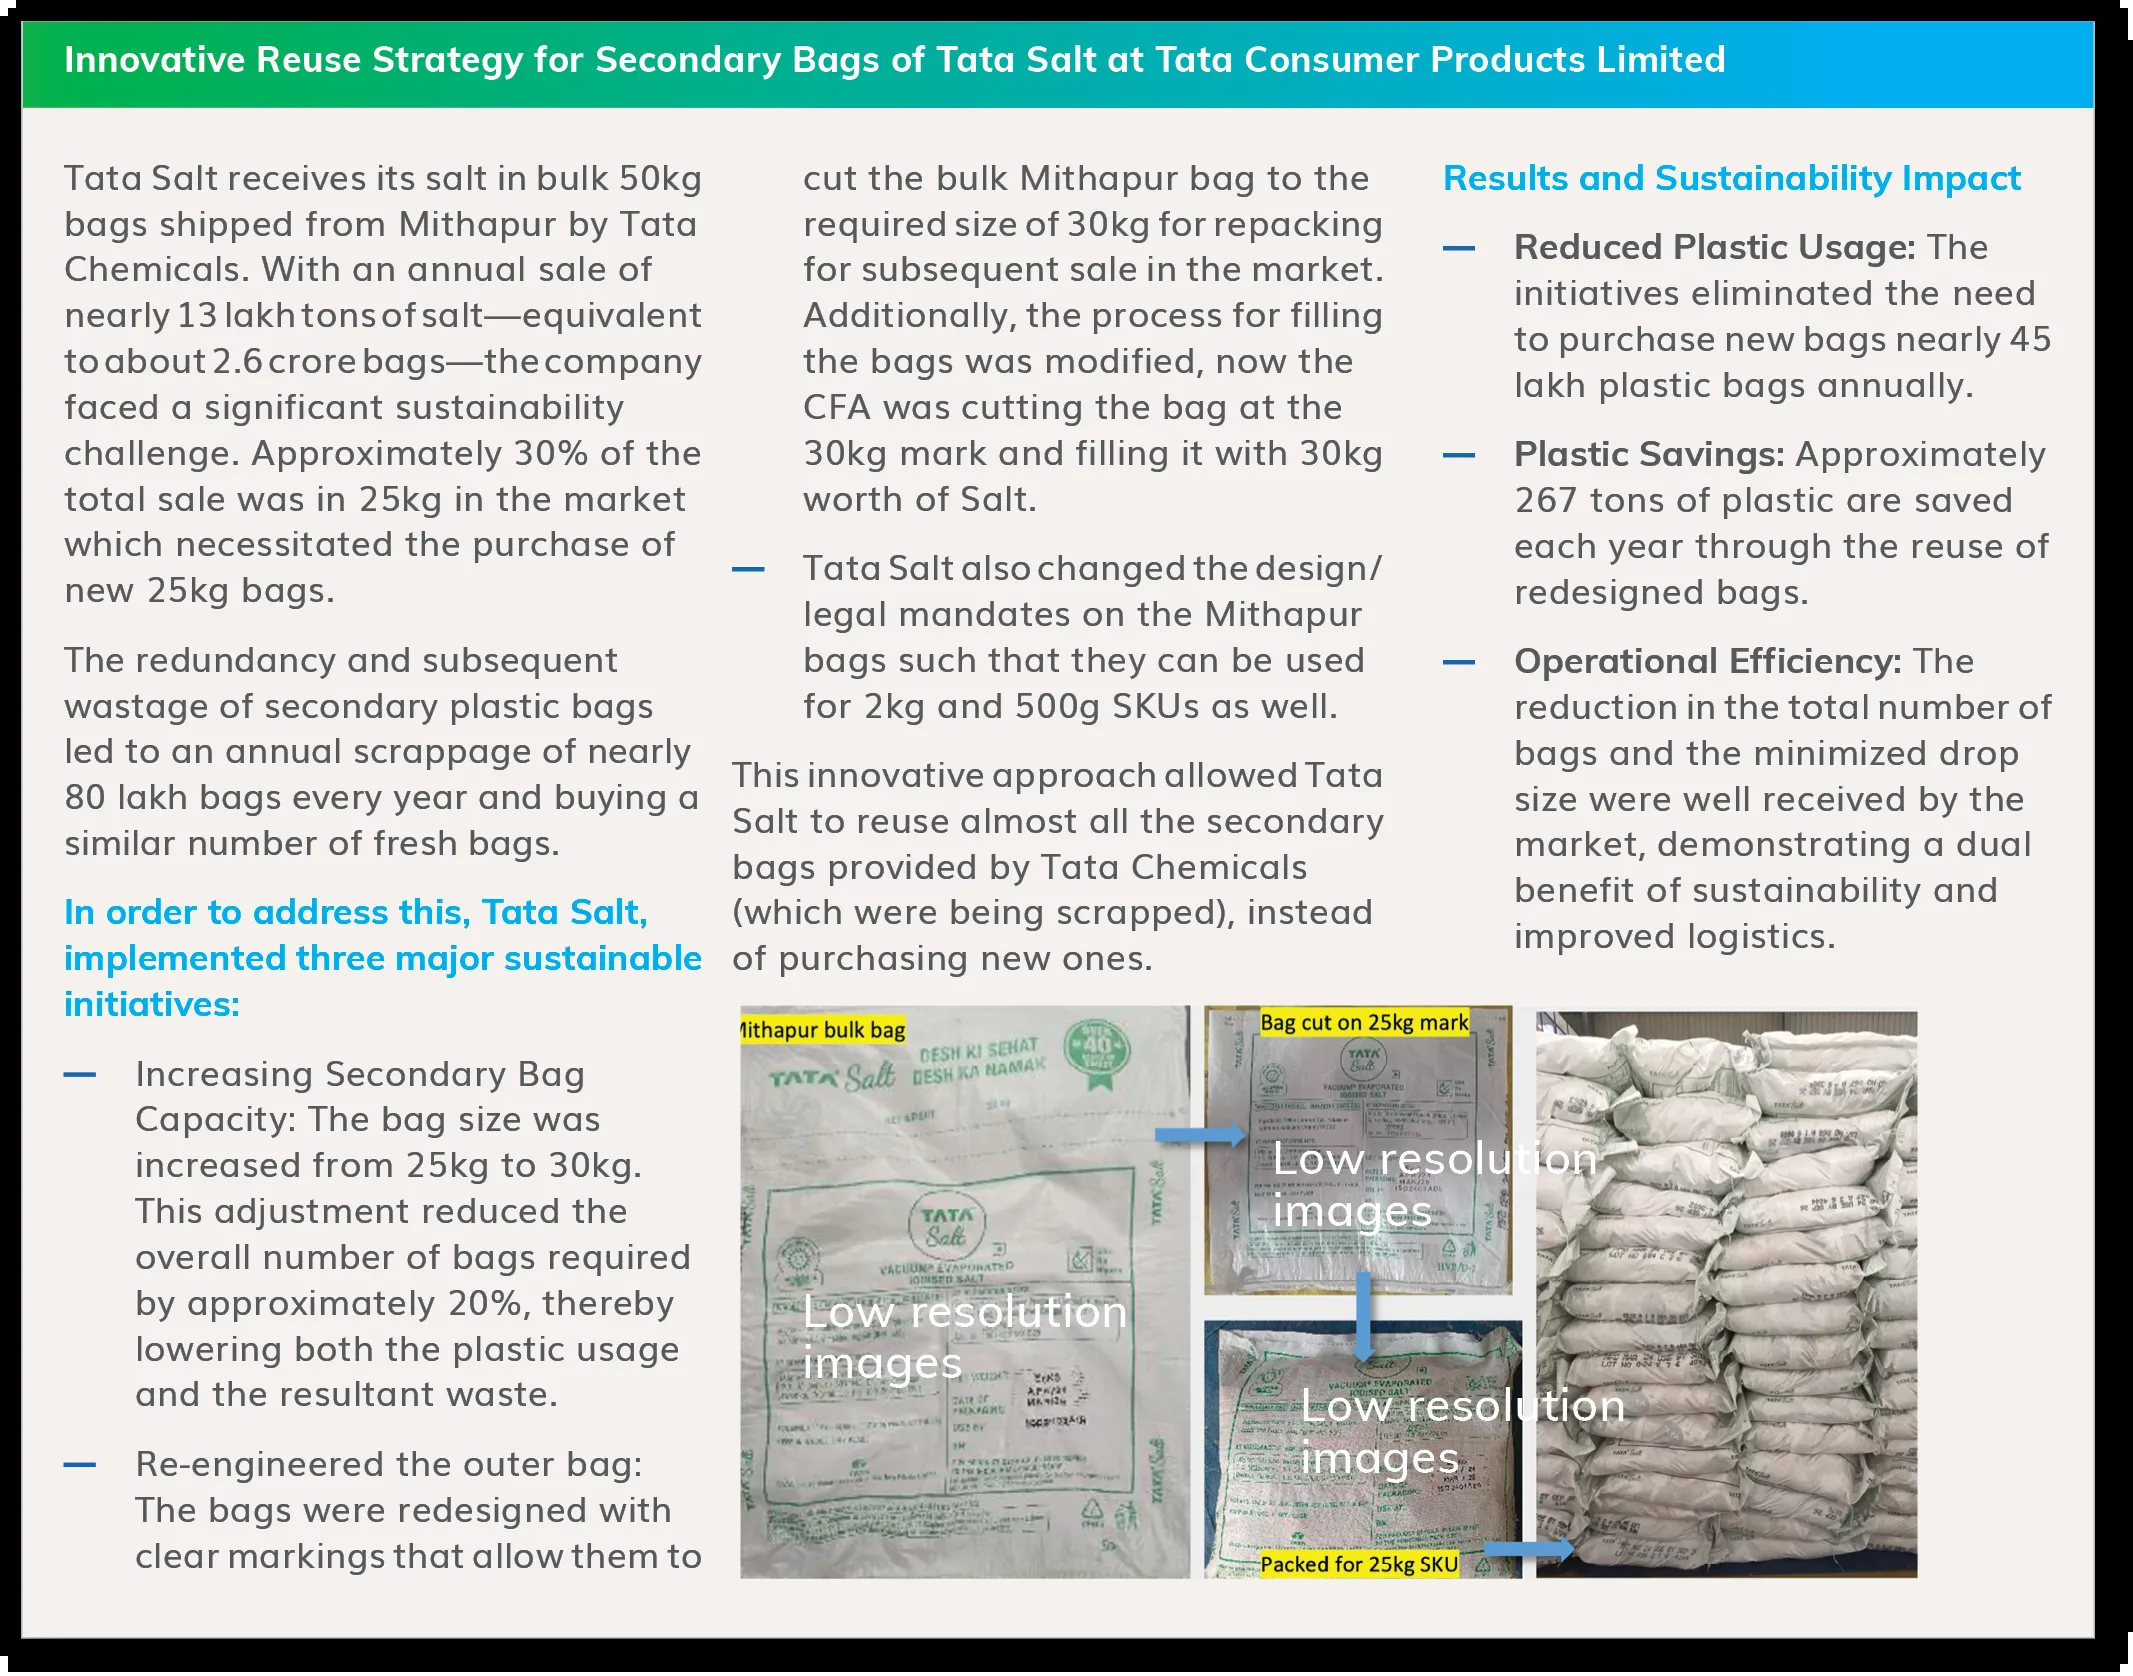 Innovative Reuse Strategy for Secondary Bags of Tata Salt at Tata Consumer Products Limited
Tata Salt receives its salt in bulk 50kg
bags shipped from Mithapur by Tata
Chemicals. With an annual sale of
nearly 13 lakh tons of salt—equivalent
to about 2.6 crore bags—the company
faced a significant sustainability
challenge. Approximately 30% of the
total sale was in 25kg in the market
which necessitated the purchase of
new 25kg bags.
The redundancy and subsequent
wastage of secondary plastic bags
led to an annual scrappage of nearly
80 lakh bags every year and buying a
similar number of fresh bags.
In order to address this, Tata Salt,
implemented three major sustainable
initiatives:
— Increasing Secondary Bag
Capacity: The bag size was
increased from 25kg to 30kg.
This adjustment reduced the
overall number of bags required
by approximately 20%, thereby
lowering both the plastic usage
and the resultant waste.
— Re-engineered the outer bag:
The bags were redesigned with
clear markings that allow them to
cut the bulk Mithapur bag to the
required size of 30kg for repacking
for subsequent sale in the market.
Additionally, the process for filling
the bags was modified, now the
CFA was cutting the bag at the
30kg mark and filling it with 30kg
worth of Salt.
— Tata Salt also changed the design/
legal mandates on the Mithapur
bags such that they can be used
for 2kg and 500g SKUs as well.
This innovative approach allowed Tata
Salt to reuse almost all the secondary
bags provided by Tata Chemicals
(which were being scrapped), instead
of purchasing new ones.
Results and Sustainability Impact
— Reduced Plastic Usage: The
initiatives eliminated the need
to purchase new bags nearly 45
lakh plastic bags annually.
— Plastic Savings: Approximately
267 tons of plastic are saved
each year through the reuse of
redesigned bags.
— Operational Efficiency: The
reduction in the total number of
bags and the minimized drop
size were well received by the
market, demonstrating a dual
benefit of sustainability and
improved logistics.
Mithapur bulk bag
TATA Salt
DESH KI SEHAT
DESH KA NAMAK
40
TATA
Salt
VACUUM EVAPORATED
IODISED SALT
Low resolution
images
Bag cut on 25kg mark
TATA
Salt
VACUUM EVAPORATED
IODISED SALT
Low resolution
images
Salt
VACUUM EVAPORATED
IODISED SALT
Low resolution
images
Packed for 25kg SKU